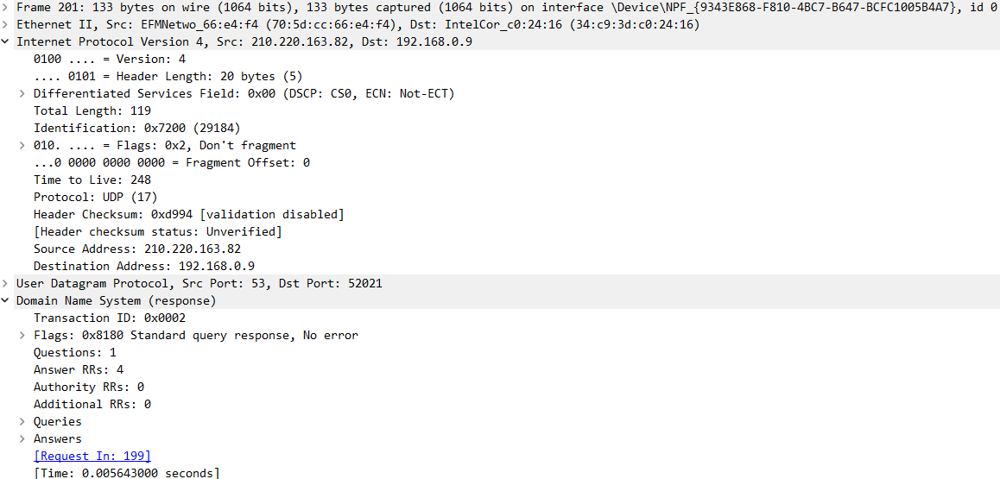 Frame 201: 133 bytes on wire (1064 bits), 133 bytes captured (1064 bits) on interface \Device\NPF_{9343E868-F810-4BC7-B647-BCFC1005B4A7}, id 0
Ethernet II, Src: EFMNetwo_66:e4:f4 (70:5d:cc:66:e4:f4), Dst: IntelCor_c0:24:16 (34:c9:3d:c0:24:16)
Internet Protocol Version 4, Src: 210.220.163.82, Dst: 192.168.0.9
0100 .... = Version: 4
.... 0101 = Header Length: 20 bytes (5)
Differentiated Services Field: 0x00 (DSCP: CS0, ECN: Not-ECT)
Total Length: 119
Identification: 0x7200 (29184)
010. .... = Flags: 0x2, Don't fragment
...0 0000 0000 0000 = Fragment Offset: 0
Time to Live: 248
Protocol: UDP (17)
Header Checksum: 0xd994 [validation disabled]
[Header checksum status: Unverified]
Source Address: 210.220.163.82
Destination Address: 192.168.0.9
User Datagram Protocol, Src Port: 53, Dst Port: 52021
Domain Name System (response)
Transaction ID: 0x0002
Flags: 0x8180 Standard query response, No error
Questions: 1
Answer RRs: 4
Authority RRs: 0
Additional RRs: 0
Queries
Answers
[Request In: 199]
[Time: 0.005643000 seconds]